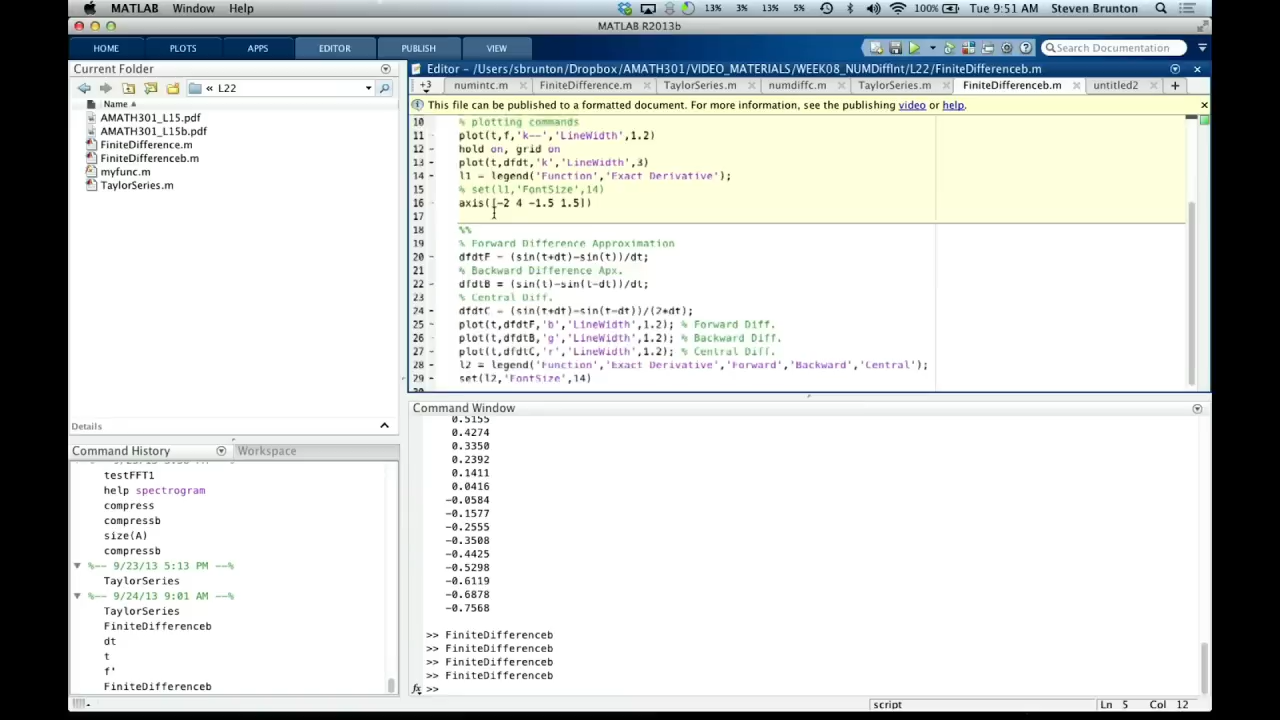 MATLAB Window Help 13% 3% 13% 5% 100% Tue 9:51 AM Steven Brunton
MATLAB R2013b
HOME PLOTS APPS EDITOR PUBLISH VIEW Search Documentation
Current Folder
« L22
Name
AMATH301_L15.pdf
AMATH301_L15b.pdf
FiniteDifference.m
FiniteDifferenceb.m
myfunc.m
TaylorSeries.m
Details
Command History Workspace
testFFT1
help spectrogram
compress
compressb
size(A)
compressb
%-- 9/23/13 5:13 PM --%
TaylorSeries
%-- 9/24/13 9:01 AM --%
TaylorSeries
FiniteDifferenceb
dt
t
f'
FiniteDifferenceb
Editor - /Users/sbrunton/Dropbox/AMATH301/VIDEO_MATERIALS/WEEK08_NUMDiffInt/L22/FiniteDifferenceb.m
+3 numintc.m FiniteDifference.m TaylorSeries.m numdiffc.m TaylorSeries.m FiniteDifferenceb.m untitled2
This file can be published to a formatted document. For more information, see the publishing video or help.
10 % plotting commands
11 - plot(t,f,'k--','LineWidth',1.2)
12 - hold on, grid on
13 - plot(t,dfdt,'k','LineWidth',3)
14 - l1 = legend('Function','Exact Derivative');
15 % set(l1,'FontSize',14)
16 - axis([-2 4 -1.5 1.5])
17
18 %%
19 % Forward Difference Approximation
20 - dfdtF = (sin(t+dt)-sin(t))/dt;
21 % Backward Difference Apx.
22 - dfdtB = (sin(t)-sin(t-dt))/dt;
23 % Central Diff.
24 - dfdtC = (sin(t+dt)-sin(t-dt))/(2*dt);
25 - plot(t,dfdtF,'b','LineWidth',1.2); % Forward Diff.
26 - plot(t,dfdtB,'g','LineWidth',1.2); % Backward Diff.
27 - plot(t,dfdtC,'r','LineWidth',1.2); % Central Diff.
28 - l2 = legend('Function','Exact Derivative','Forward','Backward','Central');
29 - set(l2,'FontSize',14)
Command Window
0.5155
0.4274
0.3350
0.2392
0.1411
0.0416
-0.0584
-0.1577
-0.2555
-0.3508
-0.4425
-0.5298
-0.6119
-0.6878
-0.7568
>> FiniteDifferenceb
>> FiniteDifferenceb
>> FiniteDifferenceb
>> FiniteDifferenceb
fx >>
script Ln 5 Col 12